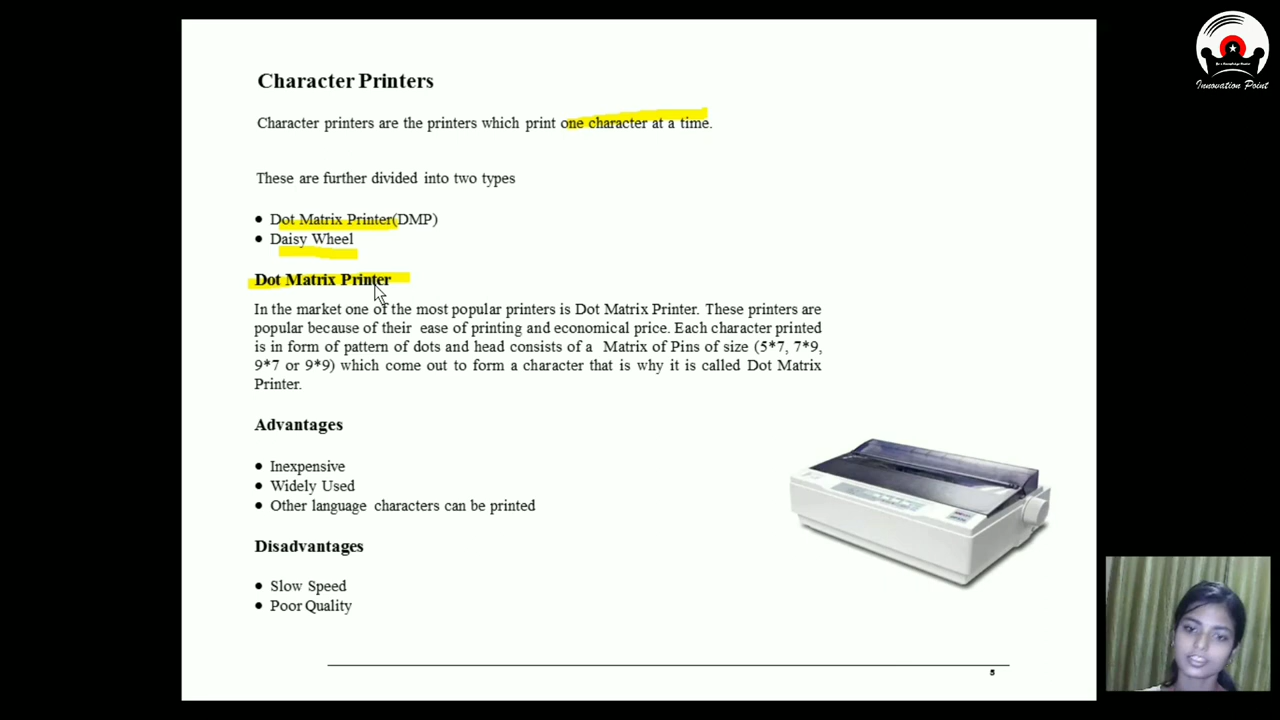 Character Printers
Character printers are the printers which print one character at a time.
These are further divided into two types
• Dot Matrix Printer(DMP)
• Daisy Wheel
Dot Matrix Printer
In the market one of the most popular printers is Dot Matrix Printer. These printers are
popular because of their ease of printing and economical price. Each character printed
is in form of pattern of dots and head consists of a Matrix of Pins of size (5*7, 7*9,
9*7 or 9*9) which come out to form a character that is why it is called Dot Matrix
Printer.
Advantages
• Inexpensive
• Widely Used
• Other language characters can be printed
Disadvantages
• Slow Speed
• Poor Quality
5
Innovation Point